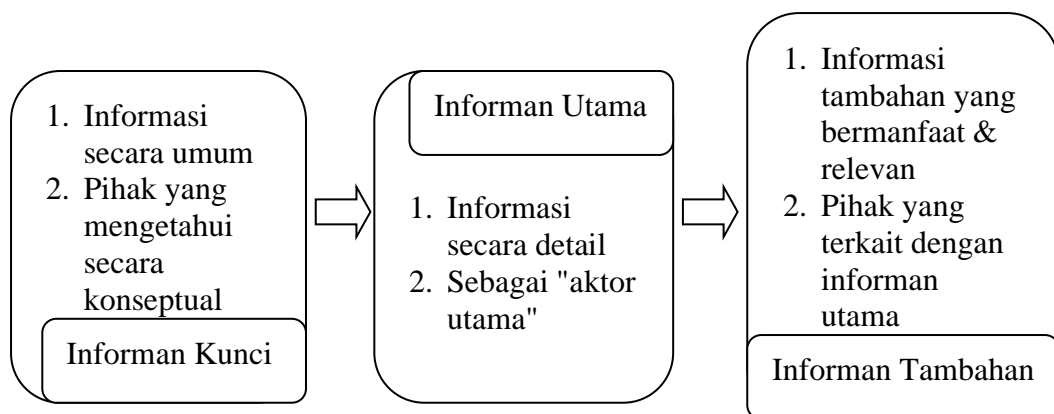 1. Informasi
secara umum
2. Pihak yang
mengetahui
secara
konseptual
Informan Kunci
Informan Utama
1. Informasi
secara detail
2. Sebagai "aktor
utama"
1. Informasi
tambahan yang
bermanfaat &
relevan
2. Pihak yang
terkait dengan
informan
utama
Informan Tambahan